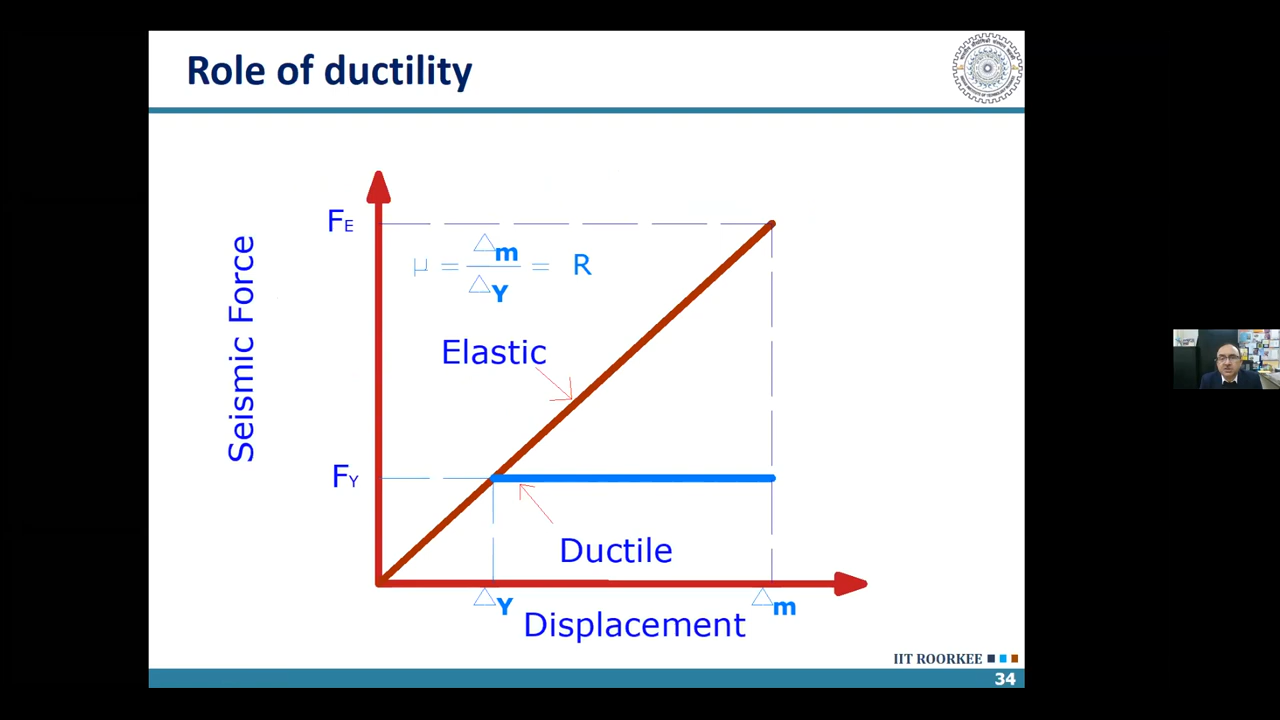 Role of ductility
Seismic Force
FE
μ = △m/△Y = R
Elastic
FY
Ductile
△Y
△m
Displacement
IIT ROORKEE
34